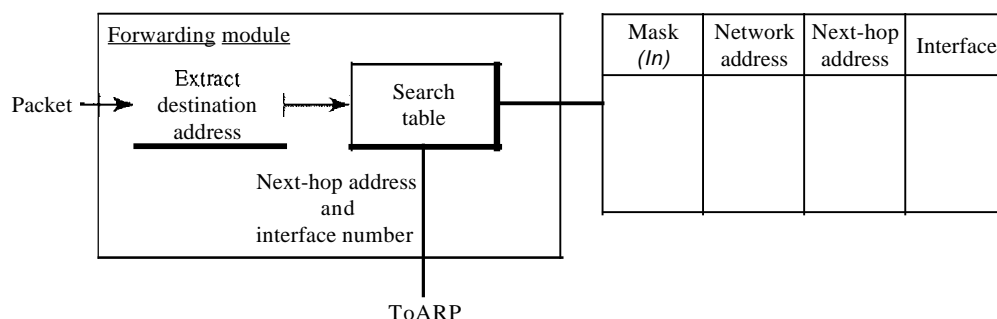 Forwarding module
Packet
Extract
destination
address
Search
table
Next-hop address
and
interface number
ToARP
Mask
(In)
Network
address
Next-hop
address
Interface